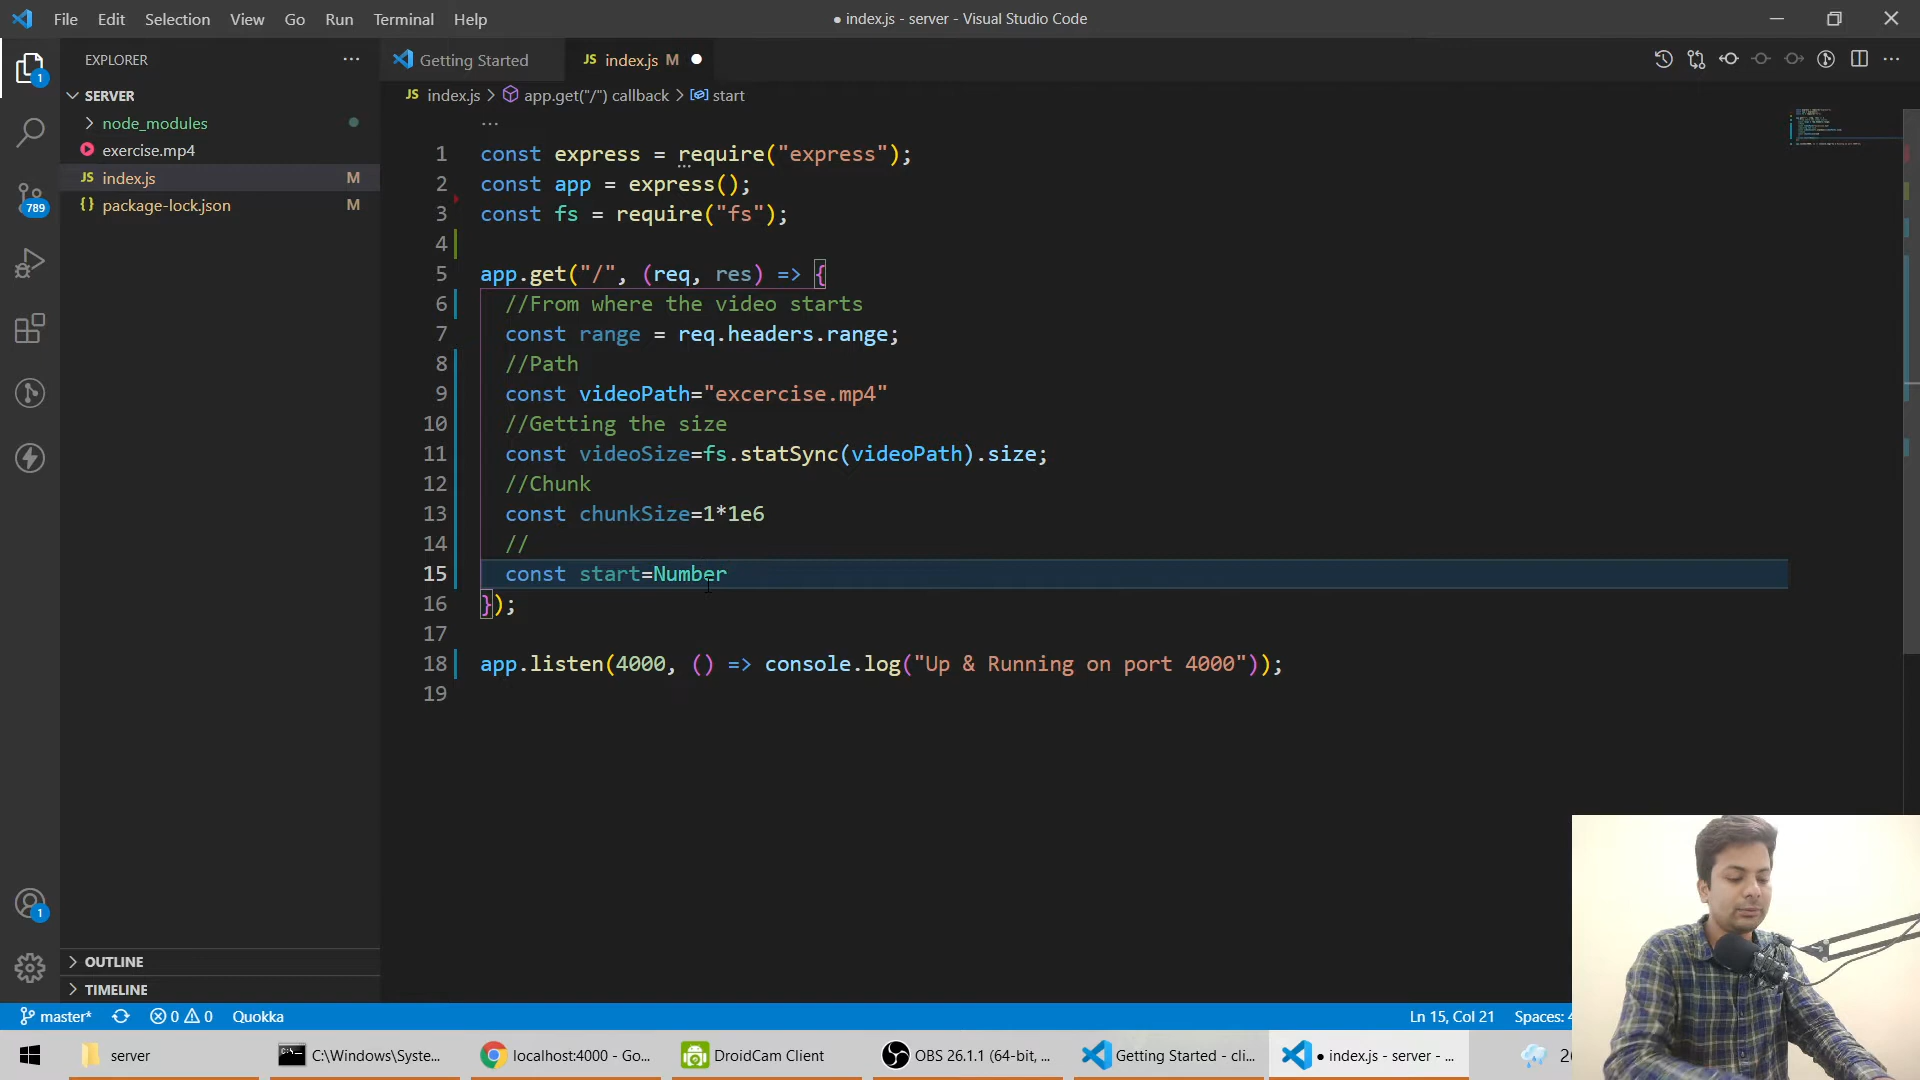 File Edit Selection View Go Run Terminal Help
● index.js - server - Visual Studio Code
EXPLORER
Getting Started
JS index.js M
SERVER
JS index.js > app.get("/") callback > start
node_modules
exercise.mp4
JS index.js M
{} package-lock.json M
1
789
1 const express = require("express");
2 const app = express();
3 const fs = require("fs");
4
5 app.get("/", (req, res) => {
6 //From where the video starts
7 const range = req.headers.range;
8 //Path
9 const videoPath="excercise.mp4"
10 //Getting the size
11 const videoSize=fs.statSync(videoPath).size;
12 //Chunk
13 const chunkSize=1*1e6
14 //
15 const start=Number
16 });
17
18 app.listen(4000, () => console.log("Up & Running on port 4000"));
19
1
OUTLINE
TIMELINE
master* 0 0 Quokka
Ln 15, Col 21 Spaces:
server
C:\Windows\Syste...
localhost:4000 - Go...
DroidCam Client
OBS 26.1.1 (64-bit, ...
Getting Started - cli...
● index.js - server - ...